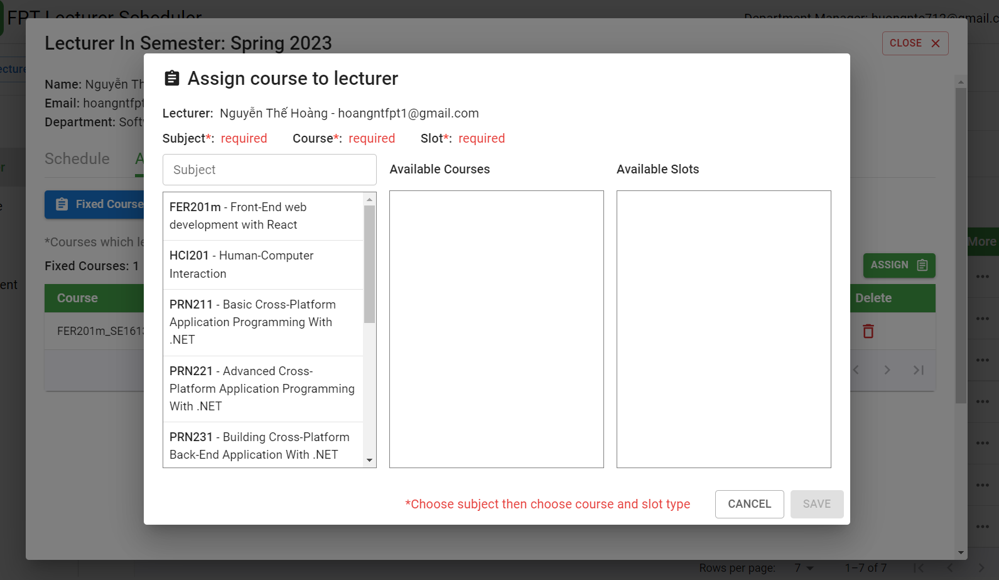 FPT Lecturer Scheduler
Lecturer In Semester: Spring 2023
CLOSE
Assign course to lecturer
Name: Nguyễn Th
Email: hoangntfpt
Department: Soft
Lecturer: Nguyễn Thế Hoàng - hoangntfpt1@gmail.com
Subject*: required Course*: required Slot*: required
Schedule A
Subject
Available Courses
Available Slots
Fixed Course
FER201m - Front-End web
development with React
HCI201 - Human-Computer
Interaction
PRN211 - Basic Cross-Platform
Application Programming With
.NET
PRN221 - Advanced Cross-
Platform Application Programming
With .NET
PRN231 - Building Cross-Platform
Back-End Application With .NET
*Courses which le
Fixed Courses: 1
ASSIGN
More
ent
Course
Delete
FER201m_SE1613
*Choose subject then choose course and slot type
CANCEL
SAVE
Rows per page: 7 1–7 of 7